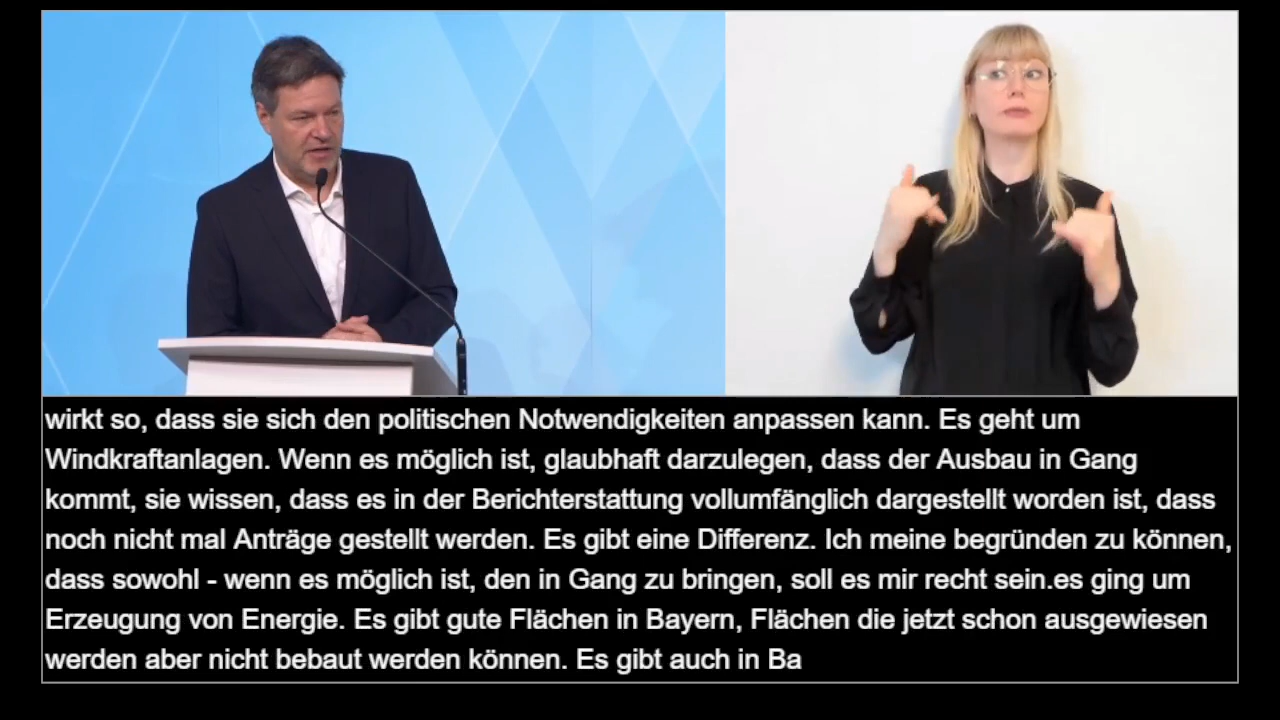 wirkt so, dass sie sich den politischen Notwendigkeiten anpassen kann. Es geht um
Windkraftanlagen. Wenn es möglich ist, glaubhaft darzulegen, dass der Ausbau in Gang
kommt, sie wissen, dass es in der Berichterstattung vollumfänglich dargestellt worden ist, dass
noch nicht mal Anträge gestellt werden. Es gibt eine Differenz. Ich meine begründen zu können,
dass sowohl - wenn es möglich ist, den in Gang zu bringen, soll es mir recht sein.es ging um
Erzeugung von Energie. Es gibt gute Flächen in Bayern, Flächen die jetzt schon ausgewiesen
werden aber nicht bebaut werden können. Es gibt auch in Ba